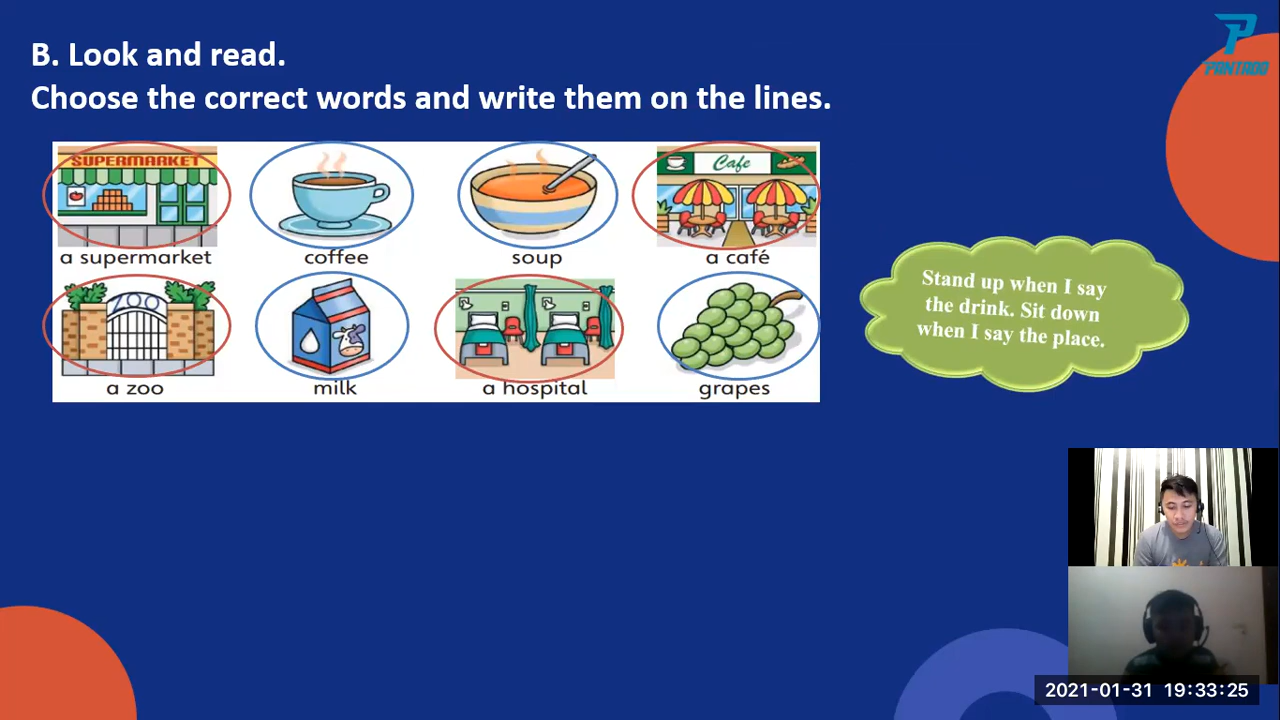 B. Look and read.
Choose the correct words and write them on the lines.
PANTADO
SUPERMARKET
Cafe
a supermarket
coffee
soup
a café
ZOO
a zoo
milk
a hospital
grapes
Stand up when I say
the drink. Sit down
when I say the place.
2021-01-31 19:33:25